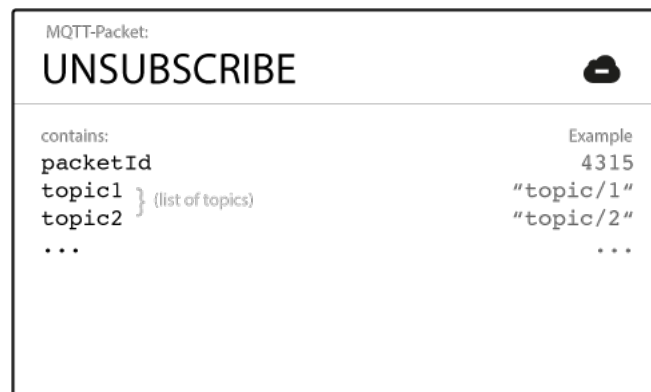 MQTT-Packet:
UNSUBSCRIBE
contains: Example
packetId 4315
topic1 } (list of topics) “topic/1“
topic2 “topic/2“
... ...